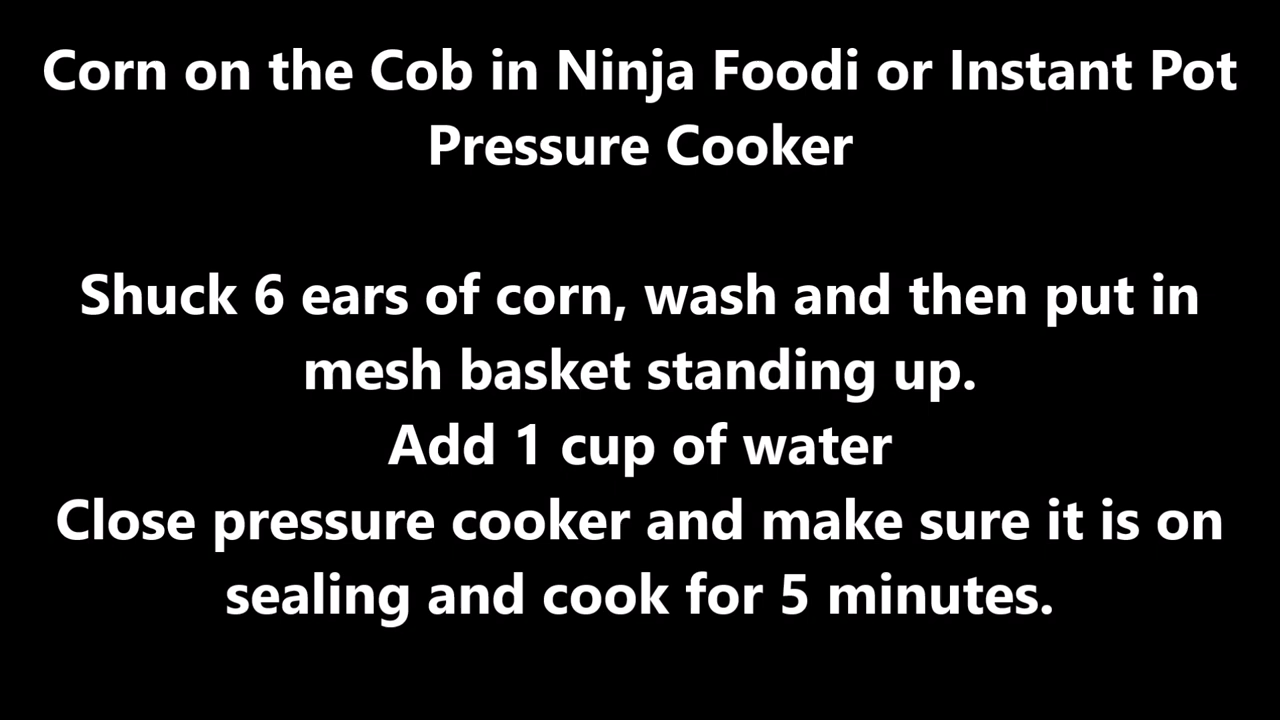 Corn on the Cob in Ninja Foodi or Instant Pot
Pressure Cooker
Shuck 6 ears of corn, wash and then put in
mesh basket standing up.
Add 1 cup of water
Close pressure cooker and make sure it is on
sealing and cook for 5 minutes.